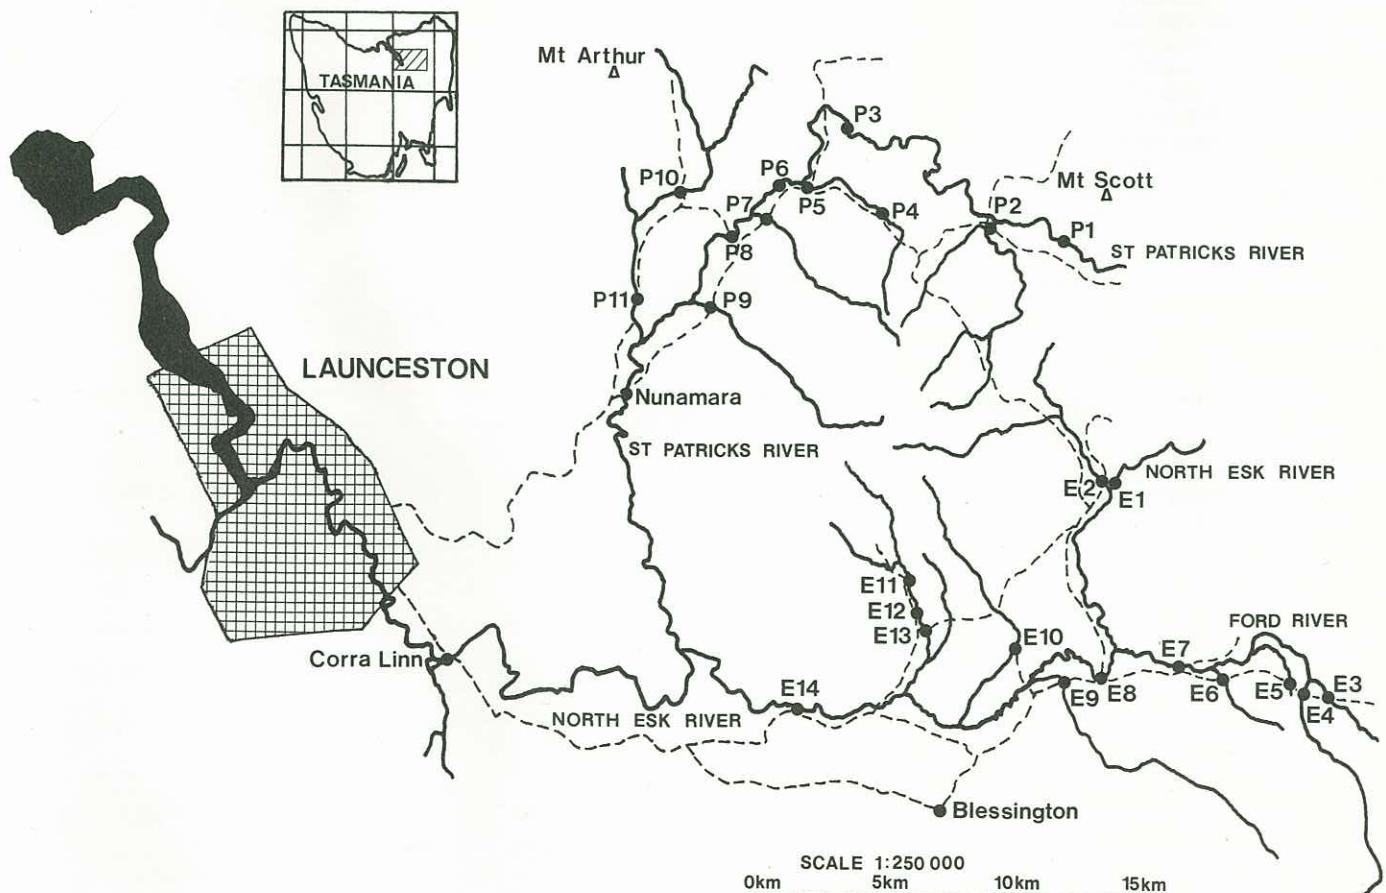 Mt Arthur
TASMANIA
P3
P10
P6
Mt Scott
P7
P5
P4
P2
P1
P8
ST PATRICKS RIVER
P11
P9
LAUNCESTON
Nunamara
ST PATRICKS RIVER
NORTH ESK RIVER
E2
E1
E11
E12
E13
E10
FORD RIVER
Corra Linn
E7
E14
E9
E8
E6
E5
E3
E4
NORTH ESK RIVER
Blessington
SCALE 1:250 000
0km 5km 10km 15km